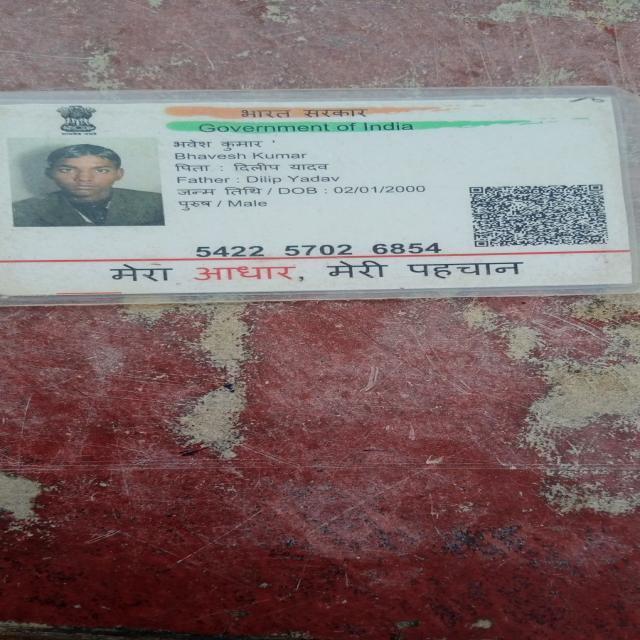 भारत सरकार
Government of India
भवेश कुमार
Bhavesh Kumar
पिता : दिलीप यादव
Father : Dilip Yadav
जन्म तिथि / DOB : 02/01/2000
पुरुष / Male
5422 5702 6854
मेरा आधार, मेरी पहचान